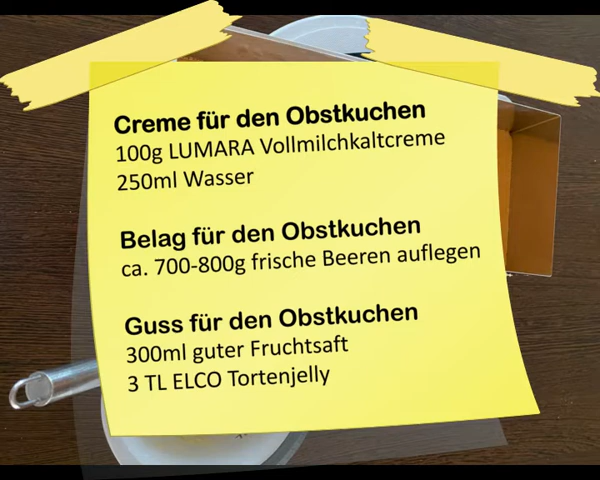 Creme für den Obstkuchen
100g LUMARA Vollmilchkaltcreme
250ml Wasser
Belag für den Obstkuchen
ca. 700-800g frische Beeren auflegen
Guss für den Obstkuchen
300ml guter Fruchtsaft
3 TL ELCO Tortenjelly